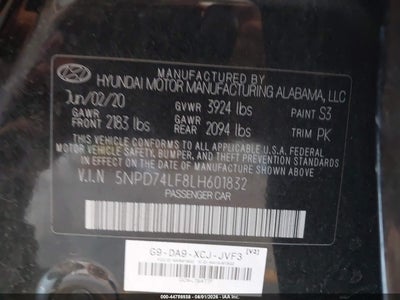 MANUFACTURED BY
HYUNDAI MOTOR MANUFACTURING ALABAMA, LLC
Jun/02/20 GVWR 3924 lbs PAINT S3
GAWR FRONT 2183 lbs GAWR REAR 2094 lbs TRIM PK
THIS VEHICLE CONFORMS TO ALL APPLICABLE U.S. FEDERAL
MOTOR VEHICLE SAFETY, BUMPER, AND THEFT PREVENTION STANDARDS
IN EFFECT ON THE DATE OF MANUFACTURE SHOWN ABOVE.
V.I.N 5NPD74LF8LH601832
PASSENGER CAR
G9-DA9-XCJ-JVF3 [V2]